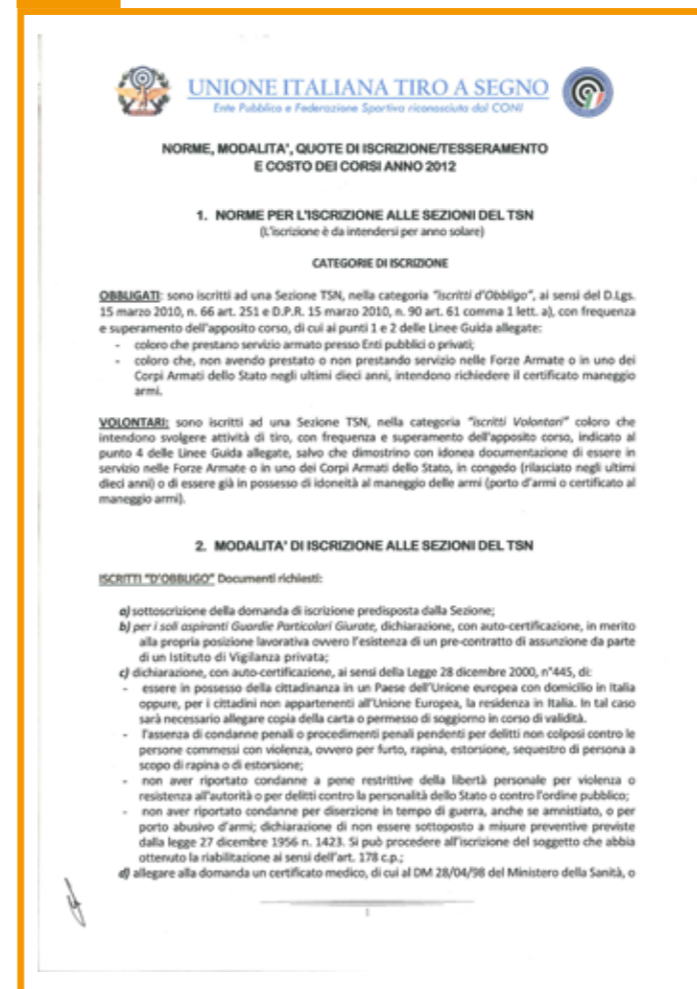 UNIONE ITALIANA TIRO A SEGNO
Ente Pubblico e Federazione Sportiva riconosciuta dal CONI
NORME, MODALITA', QUOTE DI ISCRIZIONE/TESSERAMENTO
E COSTO DEI CORSI ANNO 2012
1. NORME PER L'ISCRIZIONE ALLE SEZIONI DEL TSN
(L'iscrizione è da intendersi per anno solare)
CATEGORIE DI ISCRIZIONE
OBBLIGATI: sono iscritti ad una Sezione TSN, nella categoria "iscritti d'Obbligo", ai sensi del D.Lgs.
15 marzo 2010, n. 66 art. 251 e D.P.R. 15 marzo 2010, n. 90 art. 61 comma 1 lett. a), con frequenza
e superamento dell'apposito corso, di cui ai punti 1 e 2 delle Linee Guida allegate:
- coloro che prestano servizio armato presso Enti pubblici o privati;
- coloro che, non avendo prestato o non prestando servizio nelle Forze Armate o in uno dei
Corpi Armati dello Stato negli ultimi dieci anni, intendono richiedere il certificato maneggio
armi.
VOLONTARI: sono iscritti ad una Sezione TSN, nella categoria "iscritti Volontari" coloro che
intendono svolgere attività di tiro, con frequenza e superamento dell'apposito corso, indicato al
punto 4 delle Linee Guida allegate, salvo che dimostrino con idonea documentazione di essere in
servizio nelle Forze Armate o in uno dei Corpi Armati dello Stato, in congedo (rilasciato negli ultimi
dieci anni) o di essere già in possesso di idoneità al maneggio delle armi (porto d'armi o certificato al
maneggio armi).
2. MODALITA' DI ISCRIZIONE ALLE SEZIONI DEL TSN
ISCRITTI "D'OBBLIGO" Documenti richiesti:
a) sottoscrizione della domanda di iscrizione predisposta dalla Sezione;
b) per i soli aspiranti Guardie Particolari Giurate, dichiarazione, con auto-certificazione, in merito
alla propria posizione lavorativa ovvero l'esistenza di un pre-contratto di assunzione da parte
di un Istituto di Vigilanza privata;
c) dichiarazione, con auto-certificazione, ai sensi della Legge 28 dicembre 2000, n°445, di:
- essere in possesso della cittadinanza in un Paese dell'Unione europea con domicilio in Italia
oppure, per i cittadini non appartenenti all'Unione Europea, la residenza in Italia. In tal caso
sarà necessario allegare copia della carta o permesso di soggiorno in corso di validità.
- l'assenza di condanne penali o procedimenti penali pendenti per delitti non colposi contro le
persone commessi con violenza, ovvero per furto, rapina, estorsione, sequestro di persona a
scopo di rapina o di estorsione;
- non aver riportato condanne a pene restrittive della libertà personale per violenza o
resistenza all'autorità o per delitti contro la personalità dello Stato o contro l'ordine pubblico;
- non aver riportato condanne per diserzione in tempo di guerra, anche se amnistiato, o per
porto abusivo d'armi; dichiarazione di non essere sottoposto a misure preventive previste
dalla legge 27 dicembre 1956 n. 1423. Si può procedere all'iscrizione del soggetto che abbia
ottenuto la riabilitazione ai sensi dell'art. 178 c.p.;
d) allegare alla domanda un certificato medico, di cui al DM 28/04/98 del Ministero della Sanità, o
1